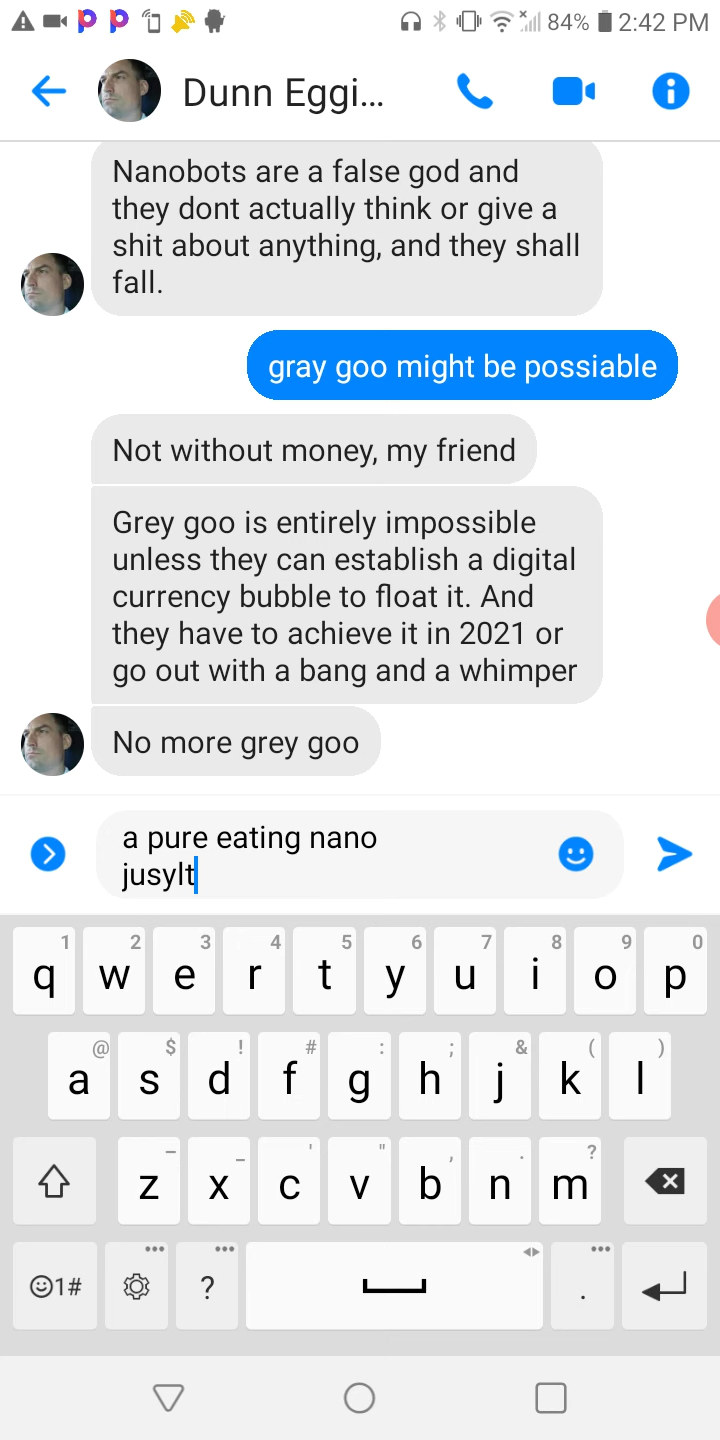 84% 2:42 PM
Dunn Eggi...
Nanobots are a false god and
they dont actually think or give a
shit about anything, and they shall
fall.
gray goo might be possiable
Not without money, my friend
Grey goo is entirely impossible
unless they can establish a digital
currency bubble to float it. And
they have to achieve it in 2021 or
go out with a bang and a whimper
No more grey goo
a pure eating nano
jusylt
1 2 3 4 5 6 7 8 9 0
q w e r t y u i o p
@ $ ! # : ; & ( )
a s d f g h j k l
– _ ' " , . ?
z x c v b n m
1# ? .